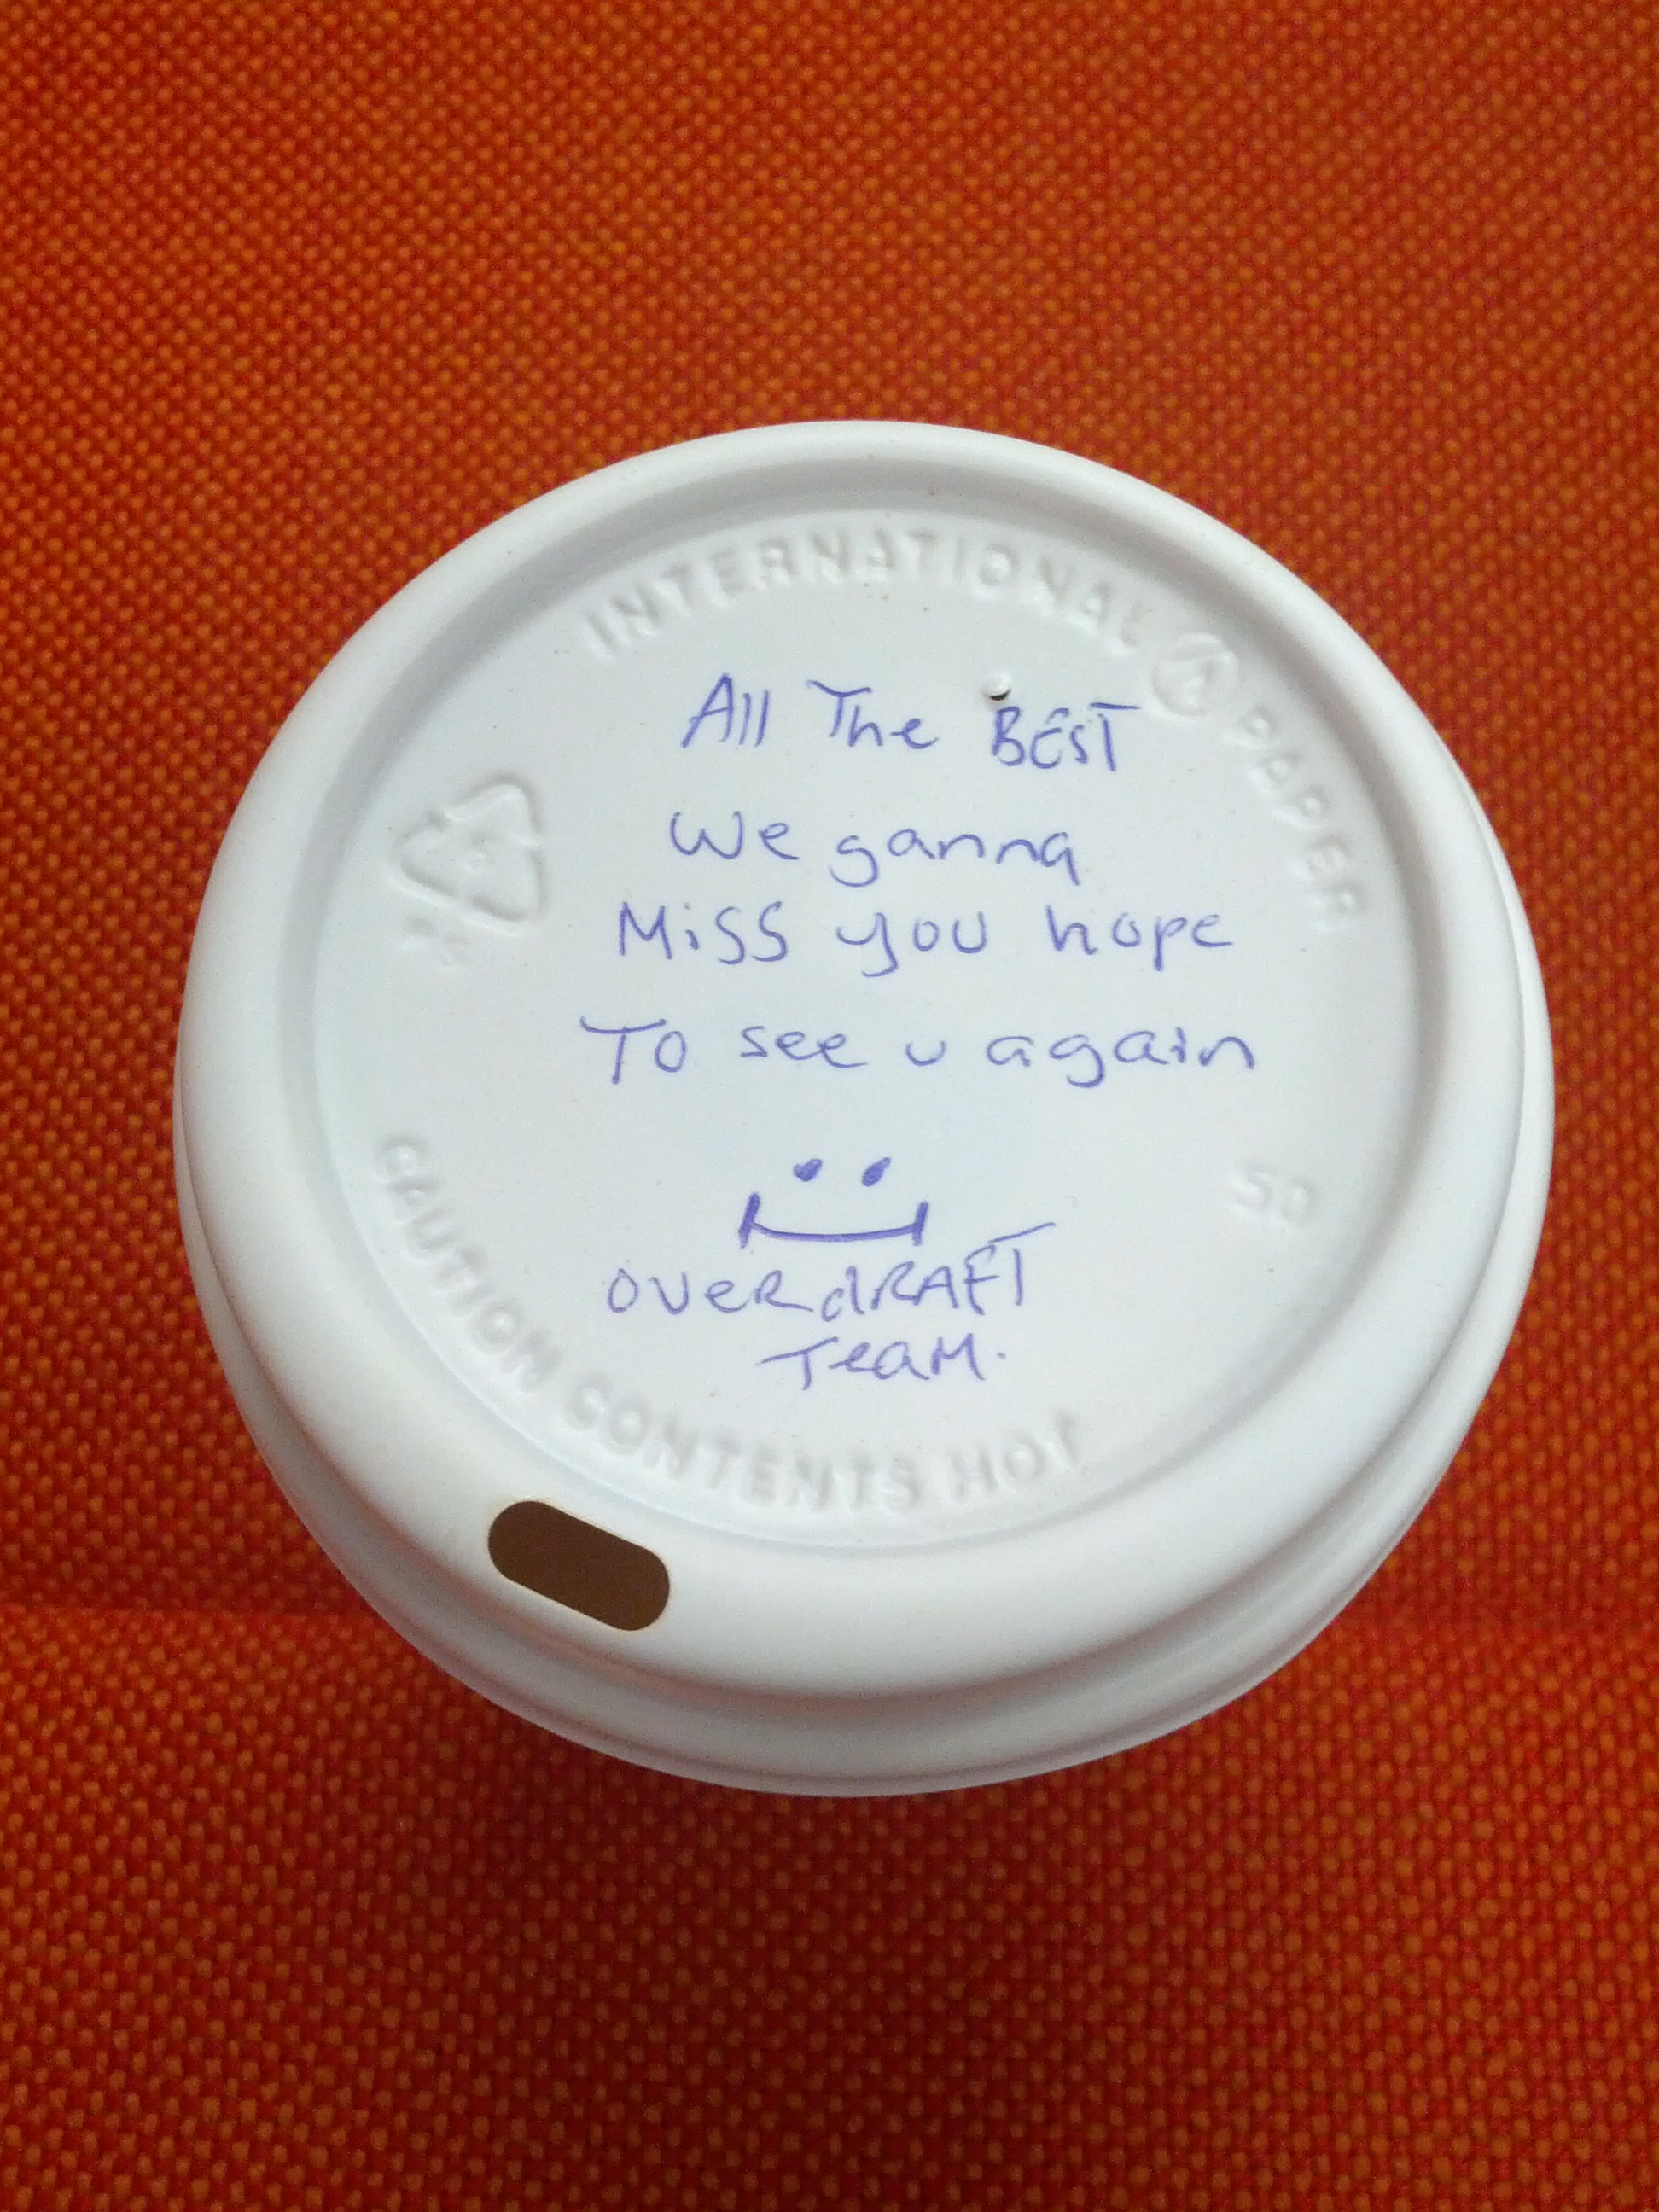 INTERNATIONAL PAPER
All The BEST
We ganna
Miss you hope
To see u again
OVERdRAFT
TeaM.
CAUTION CONTENTS HOT